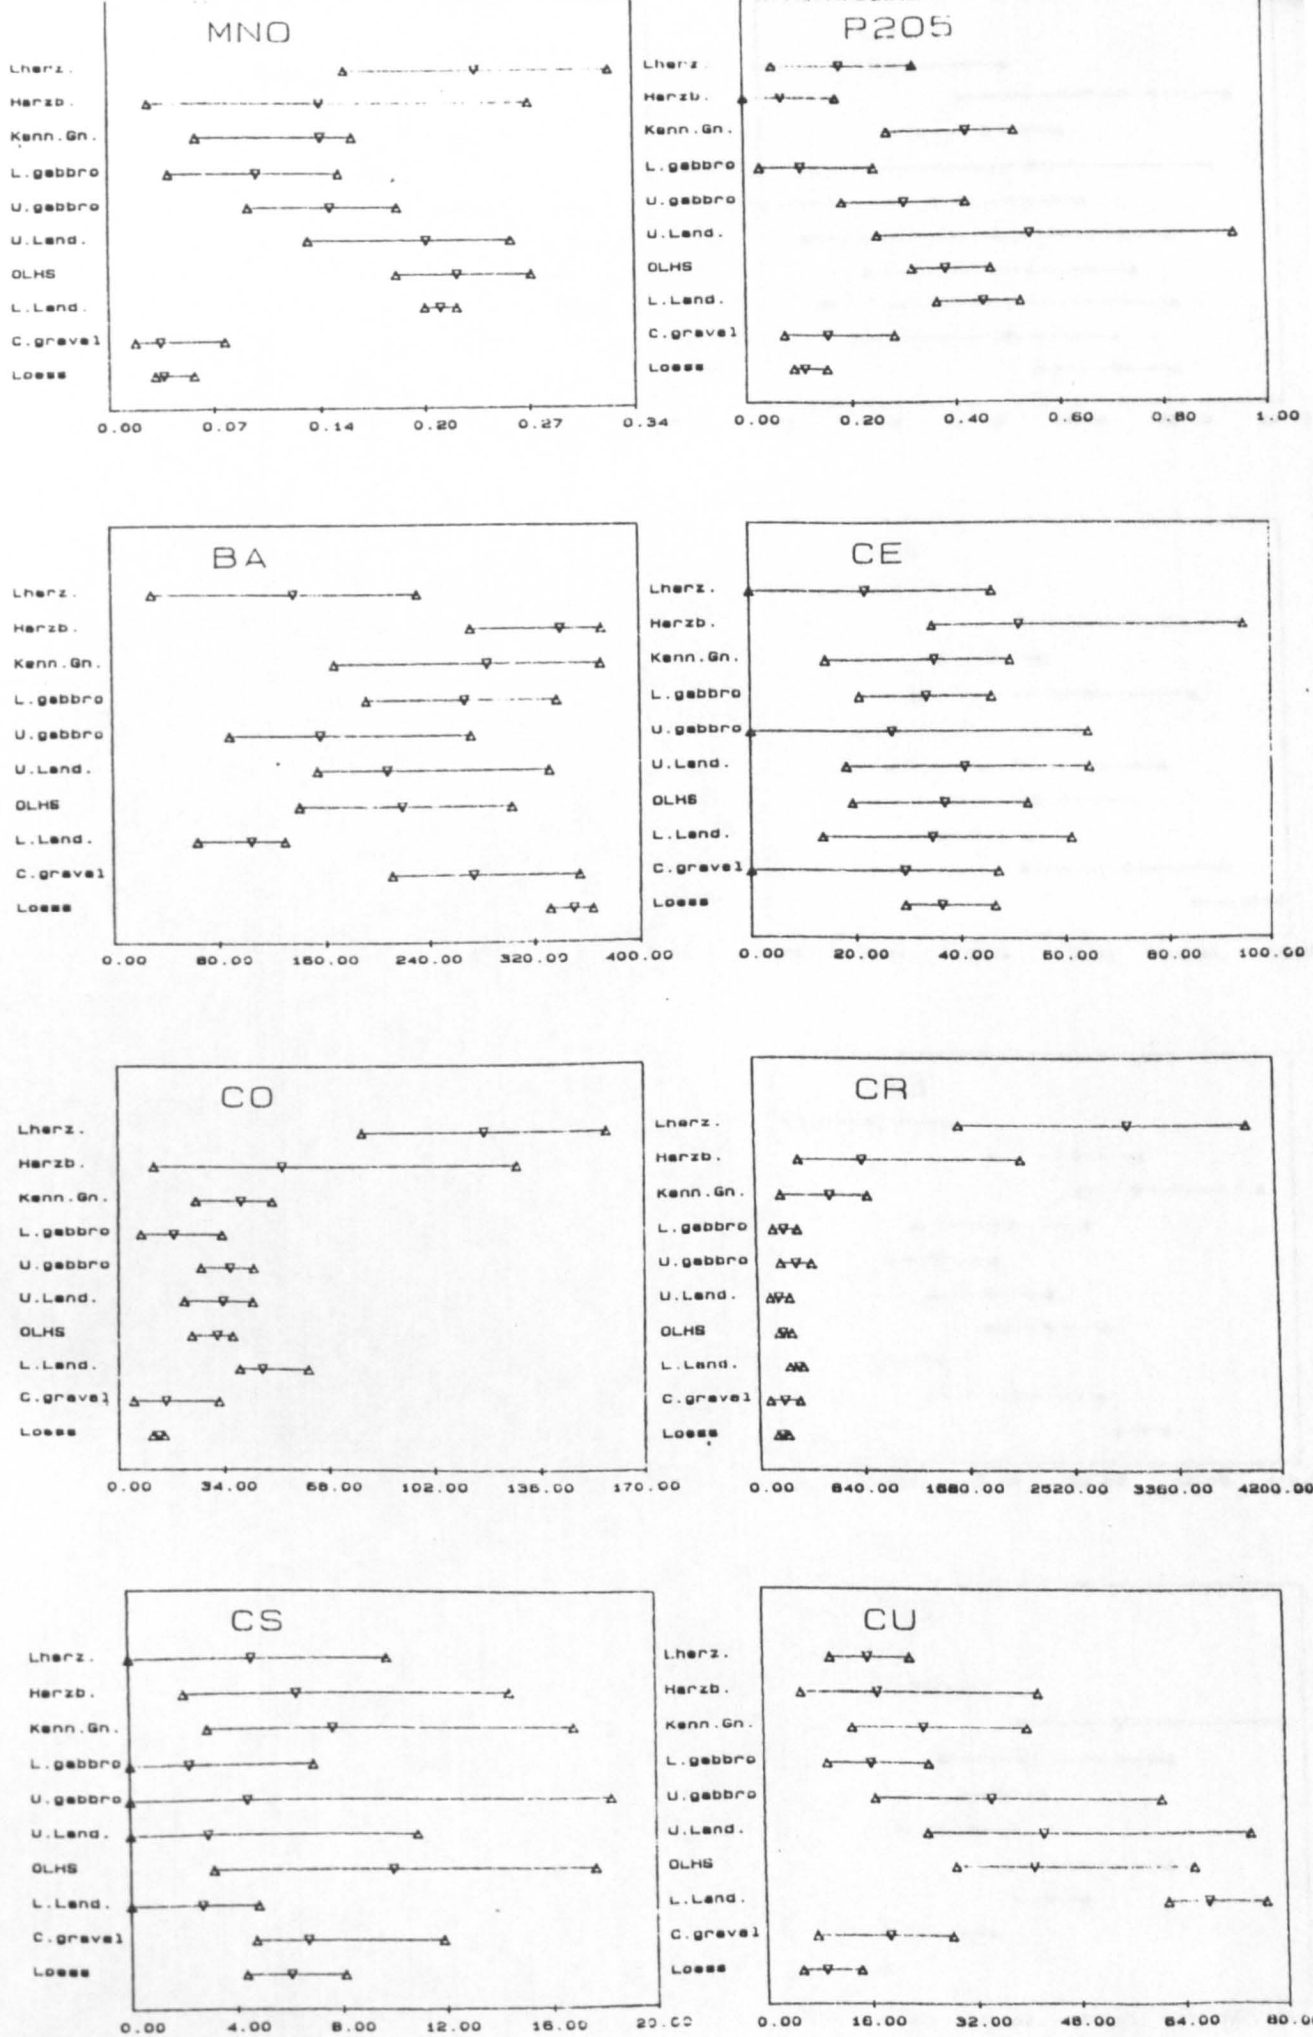 MNO
Lherz.
Harzb.
Kenn.Gn.
L.gabbro
U.gabbro
U.Land.
OLHS
L.Land.
C.gravel
Loess
0.00 0.07 0.14 0.20 0.27 0.34
P2O5
Lherz.
Harzb.
Kenn.Gn.
L.gabbro
U.gabbro
U.Land.
OLHS
L.Land.
C.gravel
Loess
0.00 0.20 0.40 0.60 0.80 1.00
BA
Lherz.
Harzb.
Kenn.Gn.
L.gabbro
U.gabbro
U.Land.
OLHS
L.Land.
C.gravel
Loess
0.00 80.00 160.00 240.00 320.00 400.00
CE
Lherz.
Harzb.
Kenn.Gn.
L.gabbro
U.gabbro
U.Land.
OLHS
L.Land.
C.gravel
Loess
0.00 20.00 40.00 60.00 80.00 100.00
CO
Lherz.
Harzb.
Kenn.Gn.
L.gabbro
U.gabbro
U.Land.
OLHS
L.Land.
C.gravel
Loess
0.00 34.00 68.00 102.00 136.00 170.00
CR
Lherz.
Harzb.
Kenn.Gn.
L.gabbro
U.gabbro
U.Land.
OLHS
L.Land.
C.gravel
Loess
0.00 840.00 1680.00 2520.00 3360.00 4200.00
CS
Lherz.
Harzb.
Kenn.Gn.
L.gabbro
U.gabbro
U.Land.
OLHS
L.Land.
C.gravel
Loess
0.00 4.00 8.00 12.00 16.00 20.00
CU
Lherz.
Harzb.
Kenn.Gn.
L.gabbro
U.gabbro
U.Land.
OLHS
L.Land.
C.gravel
Loess
0.00 16.00 32.00 48.00 64.00 80.0